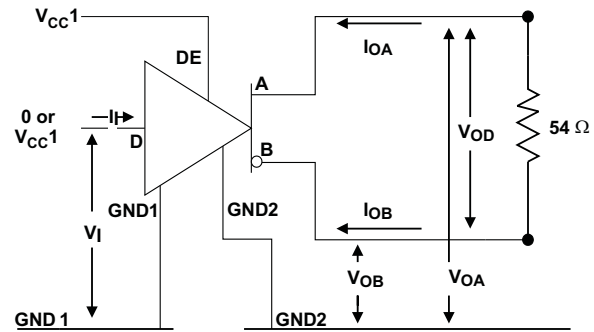 VCC1
DE
A
IOA
0 or
VCC1
II
D
VOD
54 Ω
B
GND1
GND2
IOB
VI
VOB
VOA
GND 1
GND2